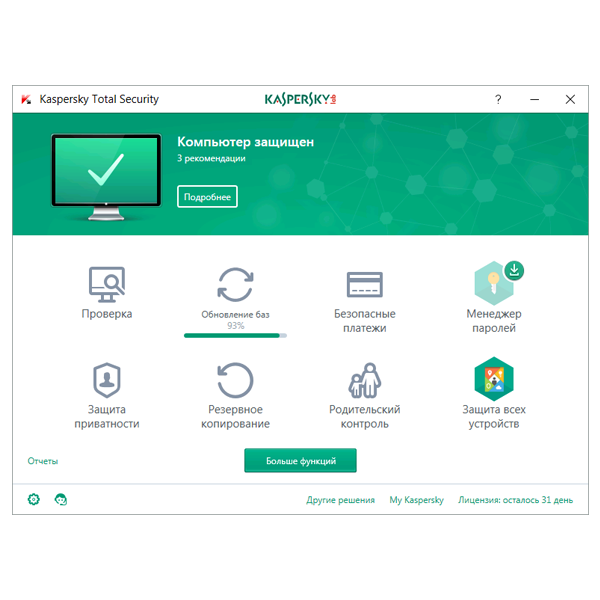 Kaspersky Total Security
KASPERSKY lab
?
Компьютер защищен
3 рекомендации
Подробнее
Проверка
Обновление баз
93%
Безопасные
платежи
Менеджер
паролей
Защита
приватности
Резервное
копирование
Родительский
контроль
Защита всех
устройств
Отчеты
Больше функций
Другие решения
My Kaspersky
Лицензия: осталось 31 день